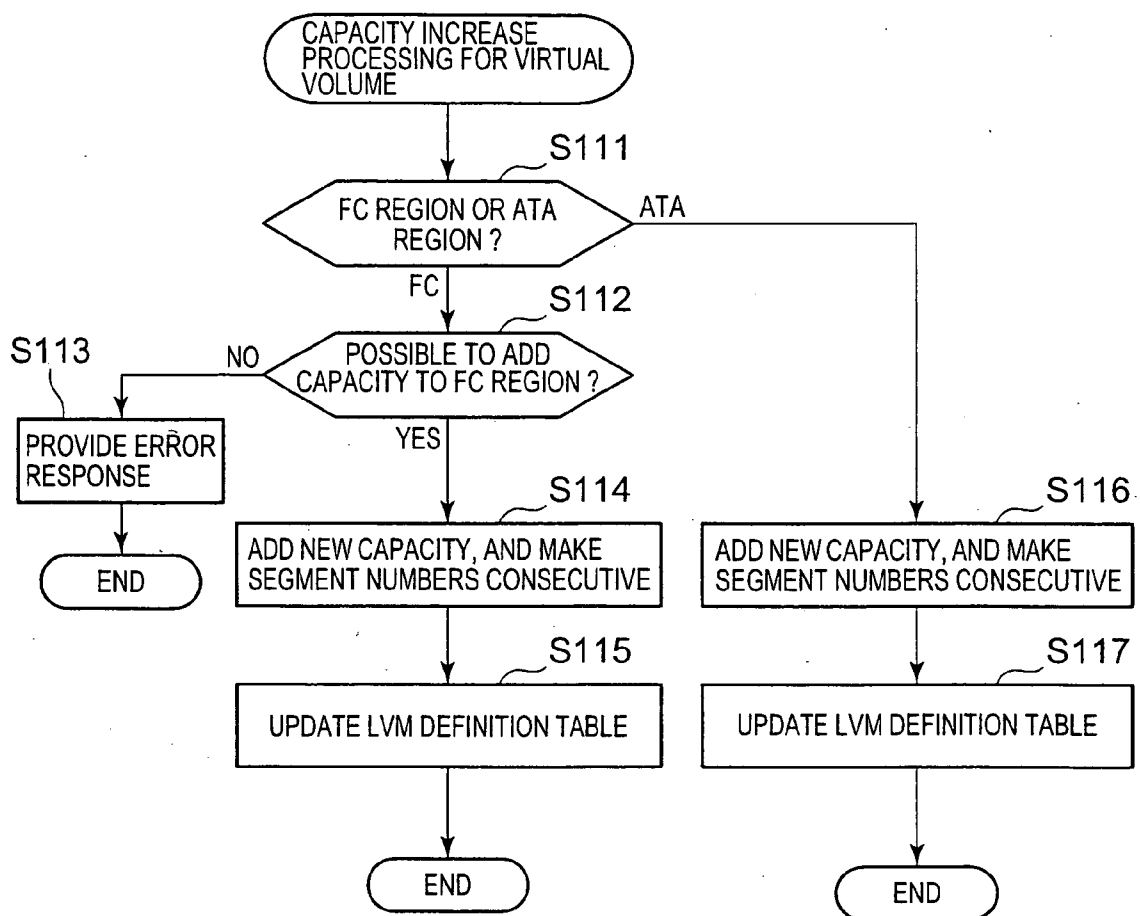 CAPACITY INCREASE
PROCESSING FOR VIRTUAL
VOLUME
S111
FC REGION OR ATA
REGION ?
ATA
FC
S112
POSSIBLE TO ADD
CAPACITY TO FC REGION ?
NO
S113
YES
PROVIDE ERROR
RESPONSE
END
S114
ADD NEW CAPACITY, AND MAKE
SEGMENT NUMBERS CONSECUTIVE
S116
ADD NEW CAPACITY, AND MAKE
SEGMENT NUMBERS CONSECUTIVE
S115
UPDATE LVM DEFINITION TABLE
S117
UPDATE LVM DEFINITION TABLE
END
END